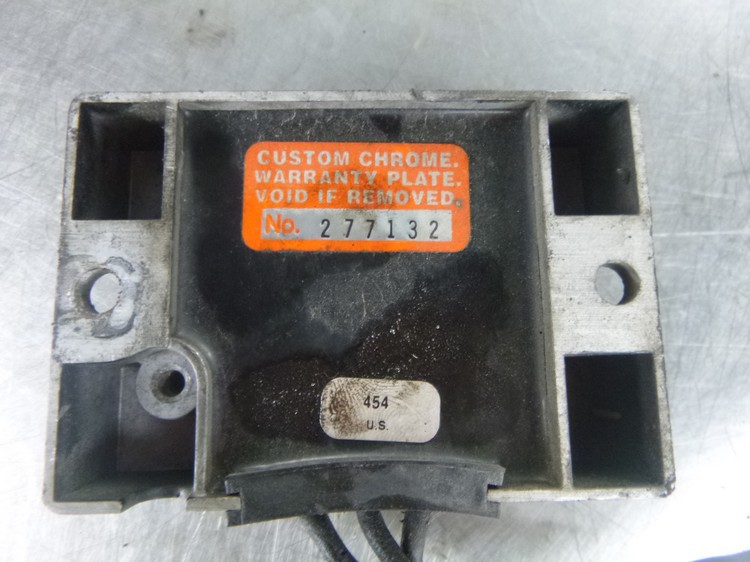 CUSTOM CHROME.
WARRANTY PLATE.
VOID IF REMOVED.
No. 277132
454
U.S.